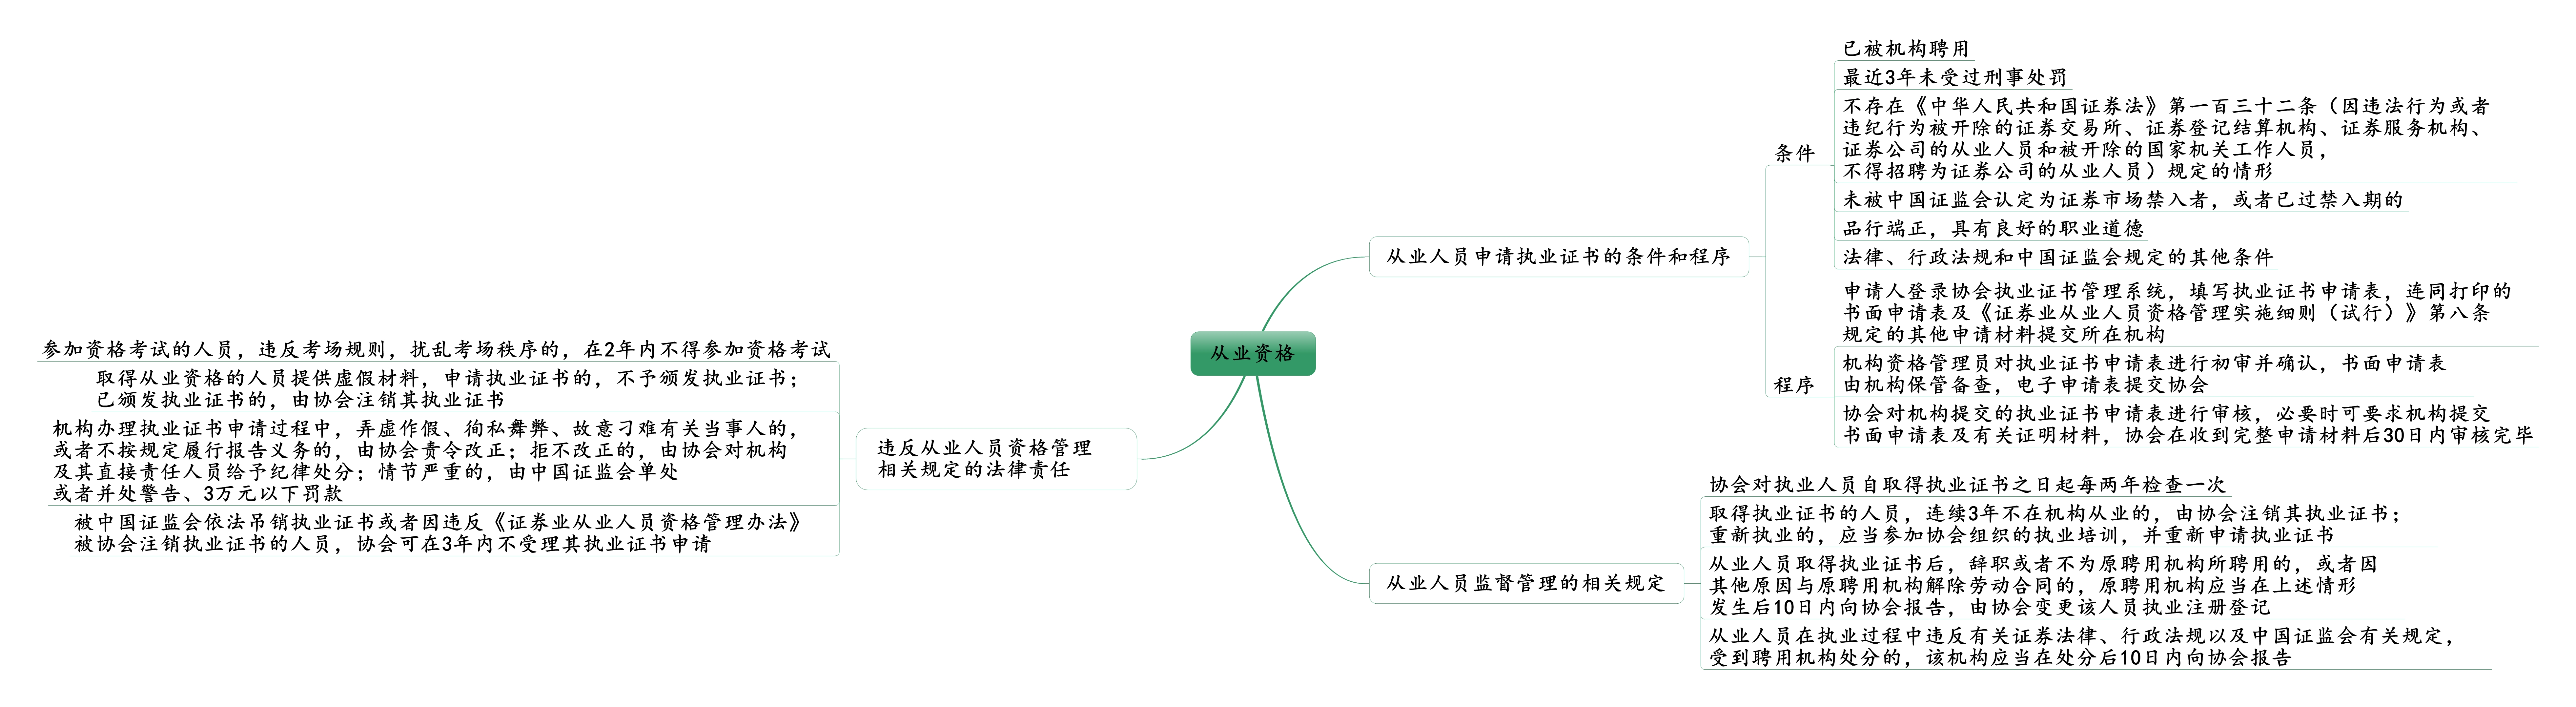 从业资格
从业人员申请执业证书的条件和程序
条件
已被机构聘用
最近3年未受过刑事处罚
不存在《中华人民共和国证券法》第一百三十二条（因违法行为或者
违纪行为被开除的证券交易所、证券登记结算机构、证券服务机构、
证券公司的从业人员和被开除的国家机关工作人员，
不得招聘为证券公司的从业人员）规定的情形
未被中国证监会认定为证券市场禁入者，或者已过禁入期的
品行端正，具有良好的职业道德
法律、行政法规和中国证监会规定的其他条件
程序
申请人登录协会执业证书管理系统，填写执业证书申请表，连同打印的
书面申请表及《证券业从业人员资格管理实施细则（试行）》第八条
规定的其他申请材料提交所在机构
机构资格管理员对执业证书申请表进行初审并确认，书面申请表
由机构保管备查，电子申请表提交协会
协会对机构提交的执业证书申请表进行审核，必要时可要求机构提交
书面申请表及有关证明材料，协会在收到完整申请材料后30日内审核完毕
从业人员监督管理的相关规定
协会对执业人员自取得执业证书之日起每两年检查一次
取得执业证书的人员，连续3年不在机构从业的，由协会注销其执业证书；
重新执业的，应当参加协会组织的执业培训，并重新申请执业证书
从业人员取得执业证书后，辞职或者不为原聘用机构所聘用的，或者因
其他原因与原聘用机构解除劳动合同的，原聘用机构应当在上述情形
发生后10日内向协会报告，由协会变更该人员执业注册登记
从业人员在执业过程中违反有关证券法律、行政法规以及中国证监会有关规定，
受到聘用机构处分的，该机构应当在处分后10日内向协会报告
违反从业人员资格管理
相关规定的法律责任
参加资格考试的人员，违反考场规则，扰乱考场秩序的，在2年内不得参加资格考试
取得从业资格的人员提供虚假材料，申请执业证书的，不予颁发执业证书；
已颁发执业证书的，由协会注销其执业证书
机构办理执业证书申请过程中，弄虚作假、徇私舞弊、故意刁难有关当事人的，
或者不按规定履行报告义务的，由协会责令改正；拒不改正的，由协会对机构
及其直接责任人员给予纪律处分；情节严重的，由中国证监会单处
或者并处警告、3万元以下罚款
被中国证监会依法吊销执业证书或者因违反《证券业从业人员资格管理办法》
被协会注销执业证书的人员，协会可在3年内不受理其执业证书申请